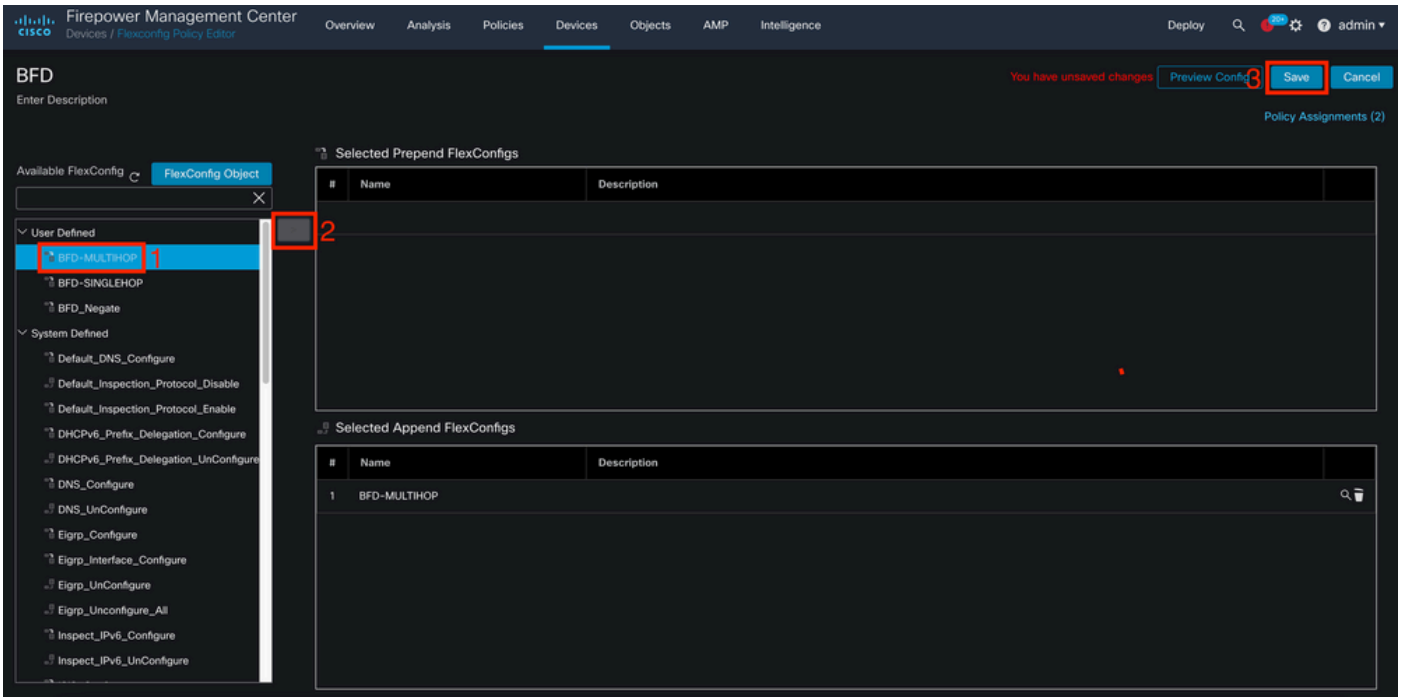 Firepower Management Center
CISCO Devices / Flexconfig Policy Editor
Overview Analysis Policies Devices Objects AMP Intelligence Deploy 20+ admin
BFD
Enter Description
You have unsaved changes Preview Config 3 Save Cancel
Policy Assignments (2)
Available FlexConfig FlexConfig Object
User Defined
BFD-MULTIHOP 1
2
BFD-SINGLEHOP
BFD_Negate
System Defined
Default_DNS_Configure
Default_Inspection_Protocol_Disable
Default_Inspection_Protocol_Enable
DHCPv6_Prefix_Delegation_Configure
DHCPv6_Prefix_Delegation_UnConfigure
DNS_Configure
DNS_UnConfigure
Eigrp_Configure
Eigrp_Interface_Configure
Eigrp_UnConfigure
Eigrp_Unconfigure_All
Inspect_IPv6_Configure
Inspect_IPv6_UnConfigure
Selected Prepend FlexConfigs
# Name Description
Selected Append FlexConfigs
# Name Description
1 BFD-MULTIHOP